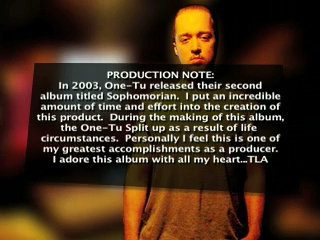 PRODUCTION NOTE:
In 2003, One-Tu released their second
album titled Sophomorian. I put an incredible
amount of time and effort into the creation of
this product. During the making of this album,
the One-Tu Split up as a result of life
circumstances. Personally I feel this is one of
my greatest accomplishments as a producer.
I adore this album with all my heart...TLA